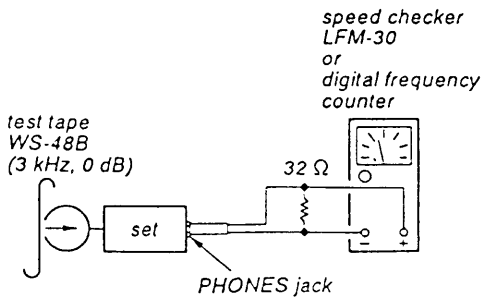 speed checker
LFM-30
or
digital frequency
counter
test tape
WS-48B
(3 kHz, 0 dB)
32 Ω
set
− +
PHONES jack